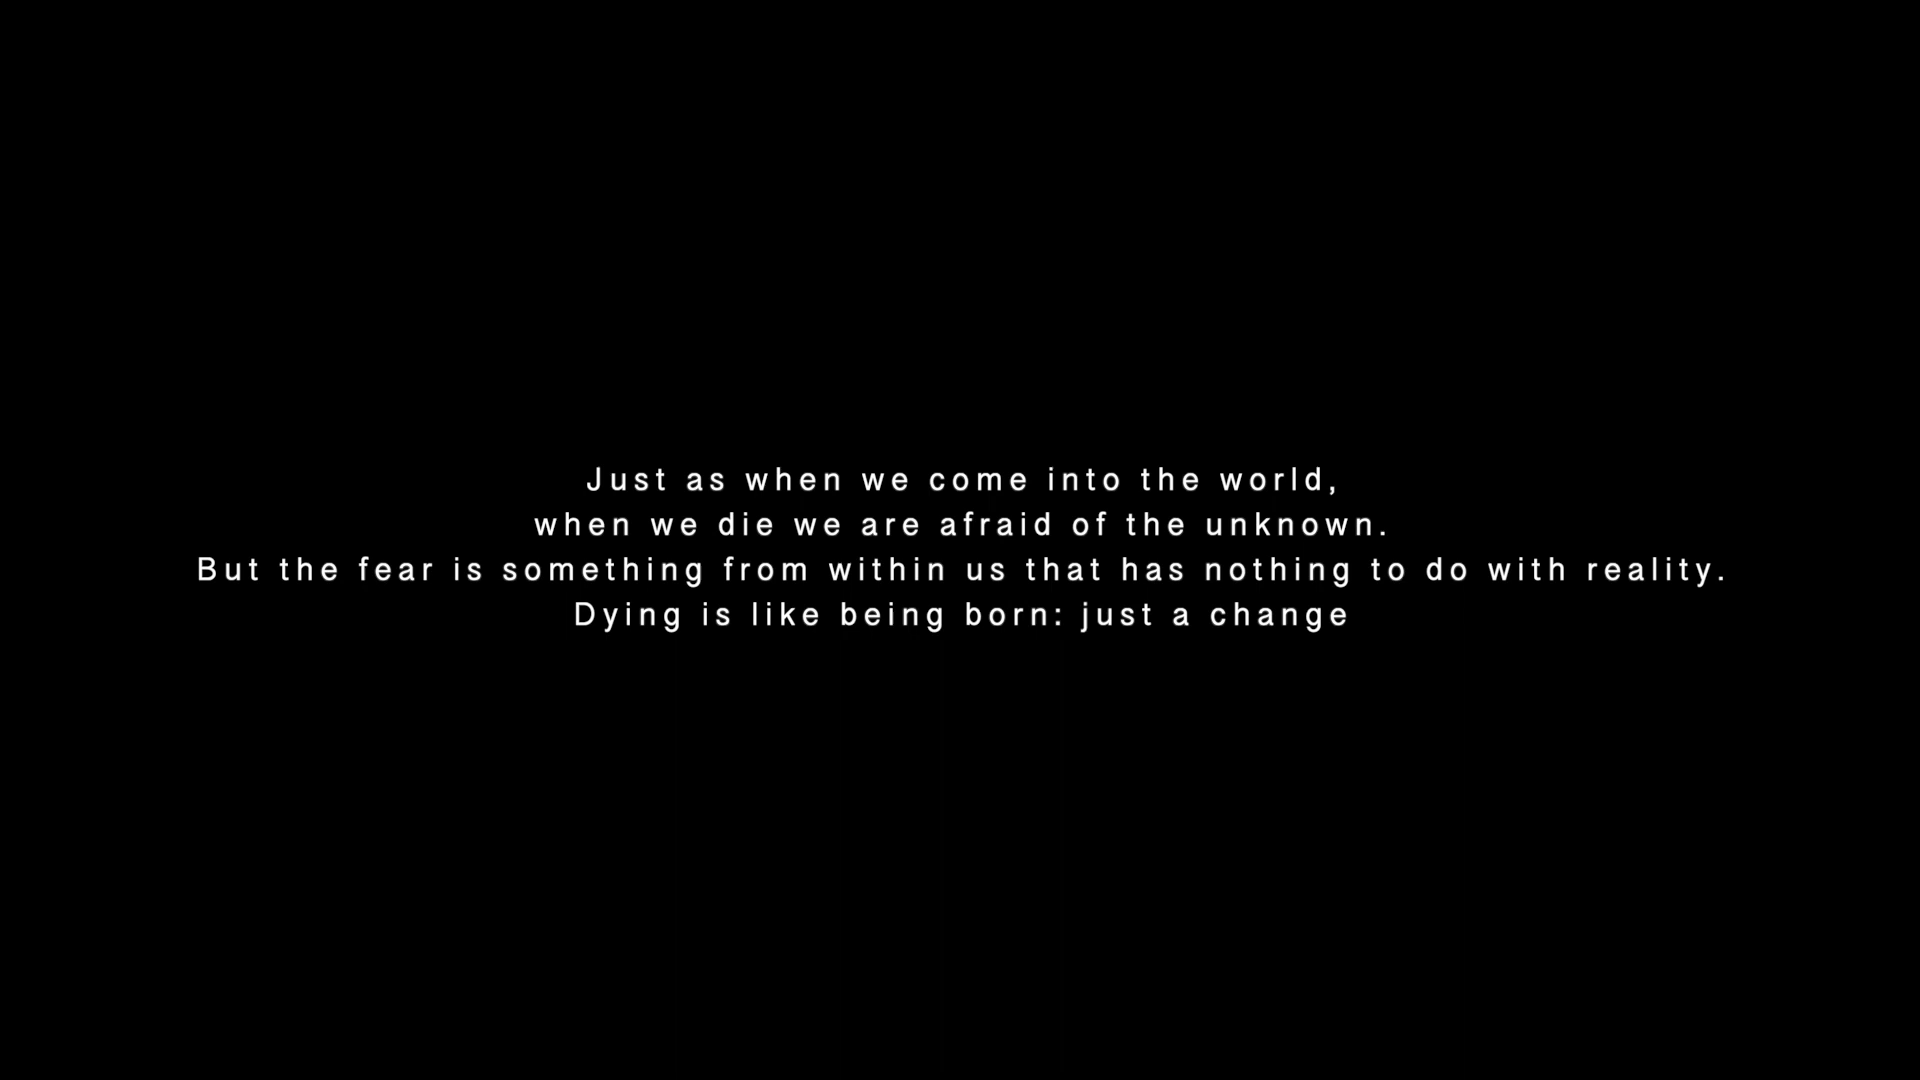 Just as when we come into the world,
when we die we are afraid of the unknown.
But the fear is something from within us that has nothing to do with reality.
Dying is like being born: just a change